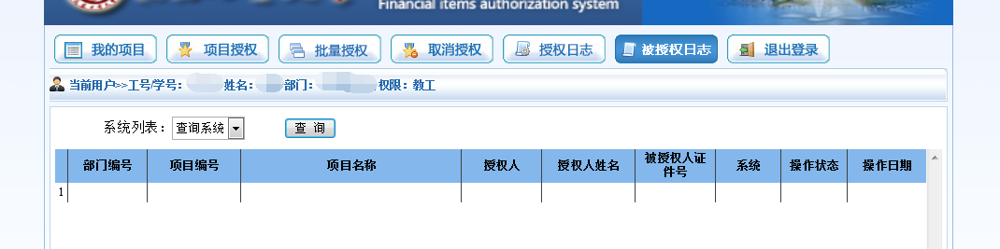 Financial items authorization system
我的项目 项目授权 批量授权 取消授权 授权日志 被授权日志 退出登录
当前用户>>工号/学号： 姓名： 部门： 权限：教工
系统列表： 查询系统 查 询
部门编号 项目编号 项目名称 授权人 授权人姓名 被授权人证件号 系统 操作状态 操作日期
1